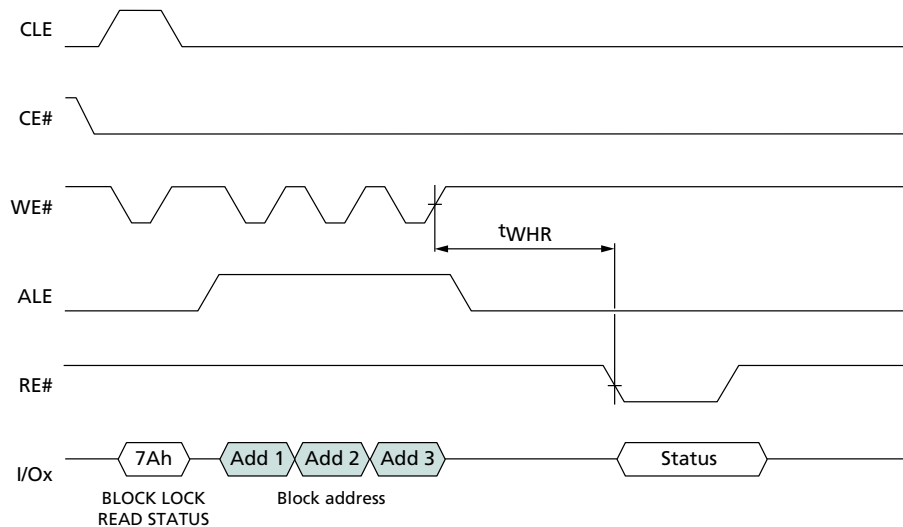 CLE
CE#
WE#
tWHR
ALE
RE#
I/Ox
7Ah
Add 1
Add 2
Add 3
Status
BLOCK LOCK
READ STATUS
Block address